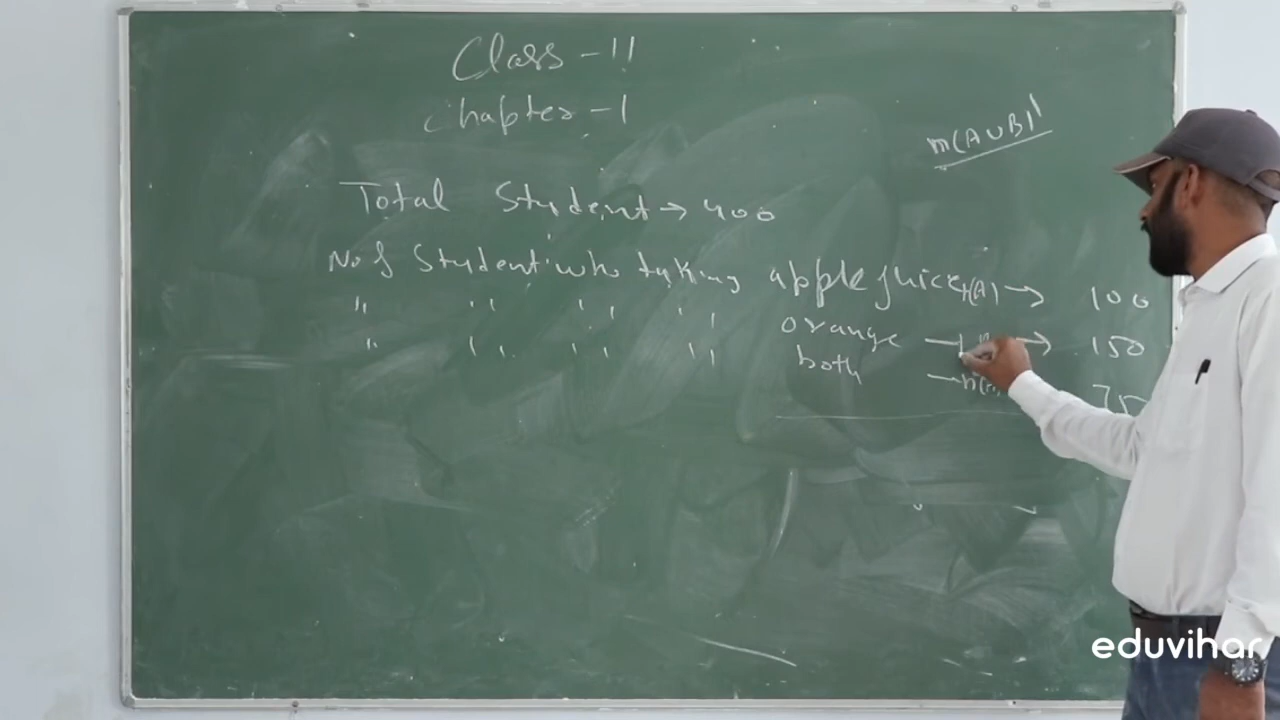 Class - 11
Chapter - 1
n(A∪B)'
Total Student → 400
No of Student who taking apple juice n(A) → 100
" " " " orange → 150
" " " " both → n( 75
eduvihar